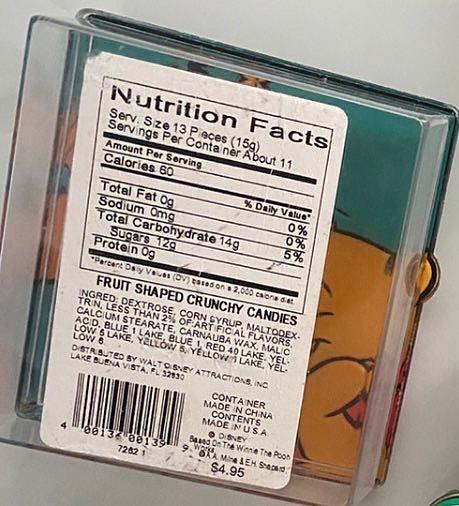 Nutrition Facts
Serv. Size 13 Pieces (15g)
Servings Per Container About 11
Amount Per Serving
Calories 60
% Daily Value*
Total Fat 0g 0%
Sodium 0mg 0%
Total Carbohydrate 14g 5%
Sugars 12g
Protein 0g
*Percent Daily Values (DV) based on a 2,000 calorie diet.
FRUIT SHAPED CRUNCHY CANDIES
INGRED: DEXTROSE, CORN SYRUP, MALTODEX-
TRIN, LESS THAN 2% OF: ARTIFICIAL FLAVORS,
CALCIUM STEARATE, CARNAUBA WAX, MALIC
ACID, BLUE 1 LAKE, BLUE 1, RED 40 LAKE, YEL-
LOW 5 LAKE, YELLOW 5, YELLOW 6 LAKE, YEL-
LOW 6
DISTRIBUTED BY WALT DISNEY ATTRACTIONS, INC
LAKE BUENA VISTA, FL 32830
CONTAINER
MADE IN CHINA
CONTENTS
MADE IN U.S.A.
© DISNEY
Based On The Winnie The Pooh
Works
©A.A. Milne & E.H. Shepard
4 00136 00139 9
7262 1
$4.95